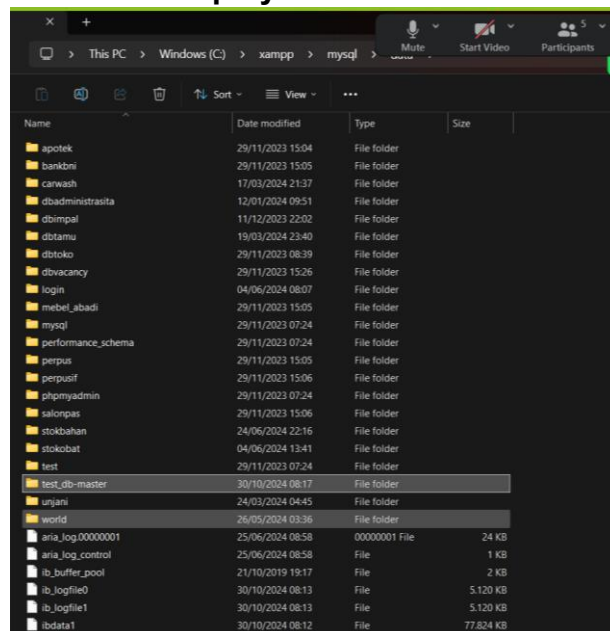 Mute Start Video 5 Participants
This PC > Windows (C:) > xampp > mysql > data
Sort View
Name Date modified Type Size
apotek 29/11/2023 15:04 File folder
bankbni 29/11/2023 15:05 File folder
carwash 17/03/2024 21:37 File folder
dbadministrasita 12/01/2024 09:51 File folder
dbimpal 11/12/2023 22:02 File folder
dbtamu 19/03/2024 23:40 File folder
dbtoko 29/11/2023 08:39 File folder
dbvacancy 29/11/2023 15:26 File folder
login 04/06/2024 08:07 File folder
mebel_abadi 29/11/2023 15:05 File folder
mysql 29/11/2023 07:24 File folder
performance_schema 29/11/2023 07:24 File folder
perpus 29/11/2023 15:05 File folder
perpusif 29/11/2023 15:06 File folder
phpmyadmin 29/11/2023 07:24 File folder
salonpas 29/11/2023 15:06 File folder
stokbahan 24/06/2024 22:16 File folder
stokobat 04/06/2024 13:41 File folder
test 29/11/2023 07:24 File folder
test_db-master 30/10/2024 08:17 File folder
unjani 24/03/2024 04:45 File folder
world 26/05/2024 03:36 File folder
aria_log.00000001 25/06/2024 08:58 00000001 File 24 KB
aria_log_control 25/06/2024 08:58 File 1 KB
ib_buffer_pool 21/10/2019 19:17 File 2 KB
ib_logfile0 30/10/2024 08:13 File 5.120 KB
ib_logfile1 30/10/2024 08:13 File 5.120 KB
ibdata1 30/10/2024 08:12 File 77.824 KB